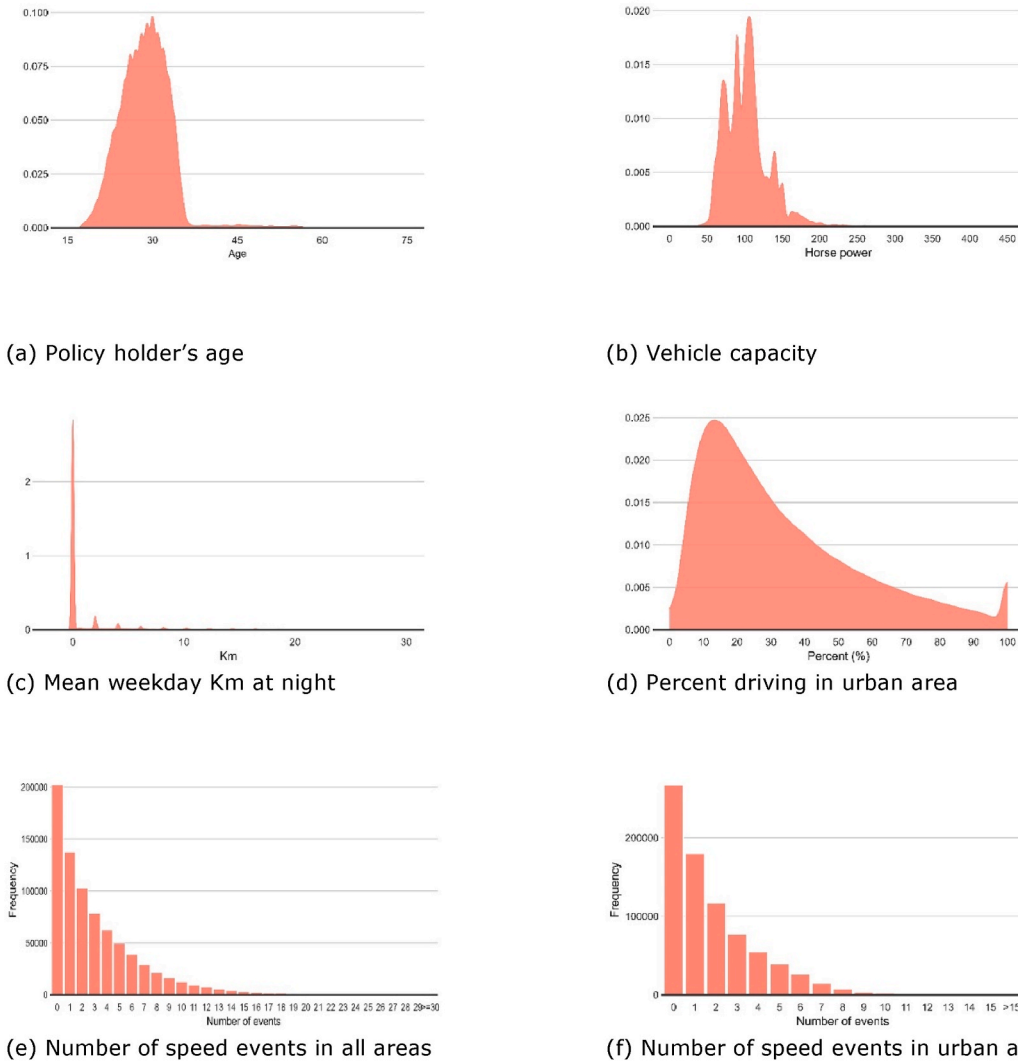 0.100
0.075
0.050
0.025
0.000
15 30 45 60 75
Age
(a) Policy holder's age
0.020
0.015
0.010
0.005
0.000
0 50 100 150 200 250 300 350 400 450
Horse power
(b) Vehicle capacity
2
1
0
0 10 20 30
Km
(c) Mean weekday Km at night
0.025
0.020
0.015
0.010
0.005
0.000
0 10 20 30 40 50 60 70 80 90 100
Percent (%)
(d) Percent driving in urban area
Frequency
200000
150000
100000
50000
0
0 1 2 3 4 5 6 7 8 9 10 11 12 13 14 15 16 17 18 19 20 21 22 23 24 25 26 27 28 29 >=30
Number of events
(e) Number of speed events in all areas
Frequency
200000
100000
0
0 1 2 3 4 5 6 7 8 9 10 11 12 13 14 15 >15
Number of events
(f) Number of speed events in urban a